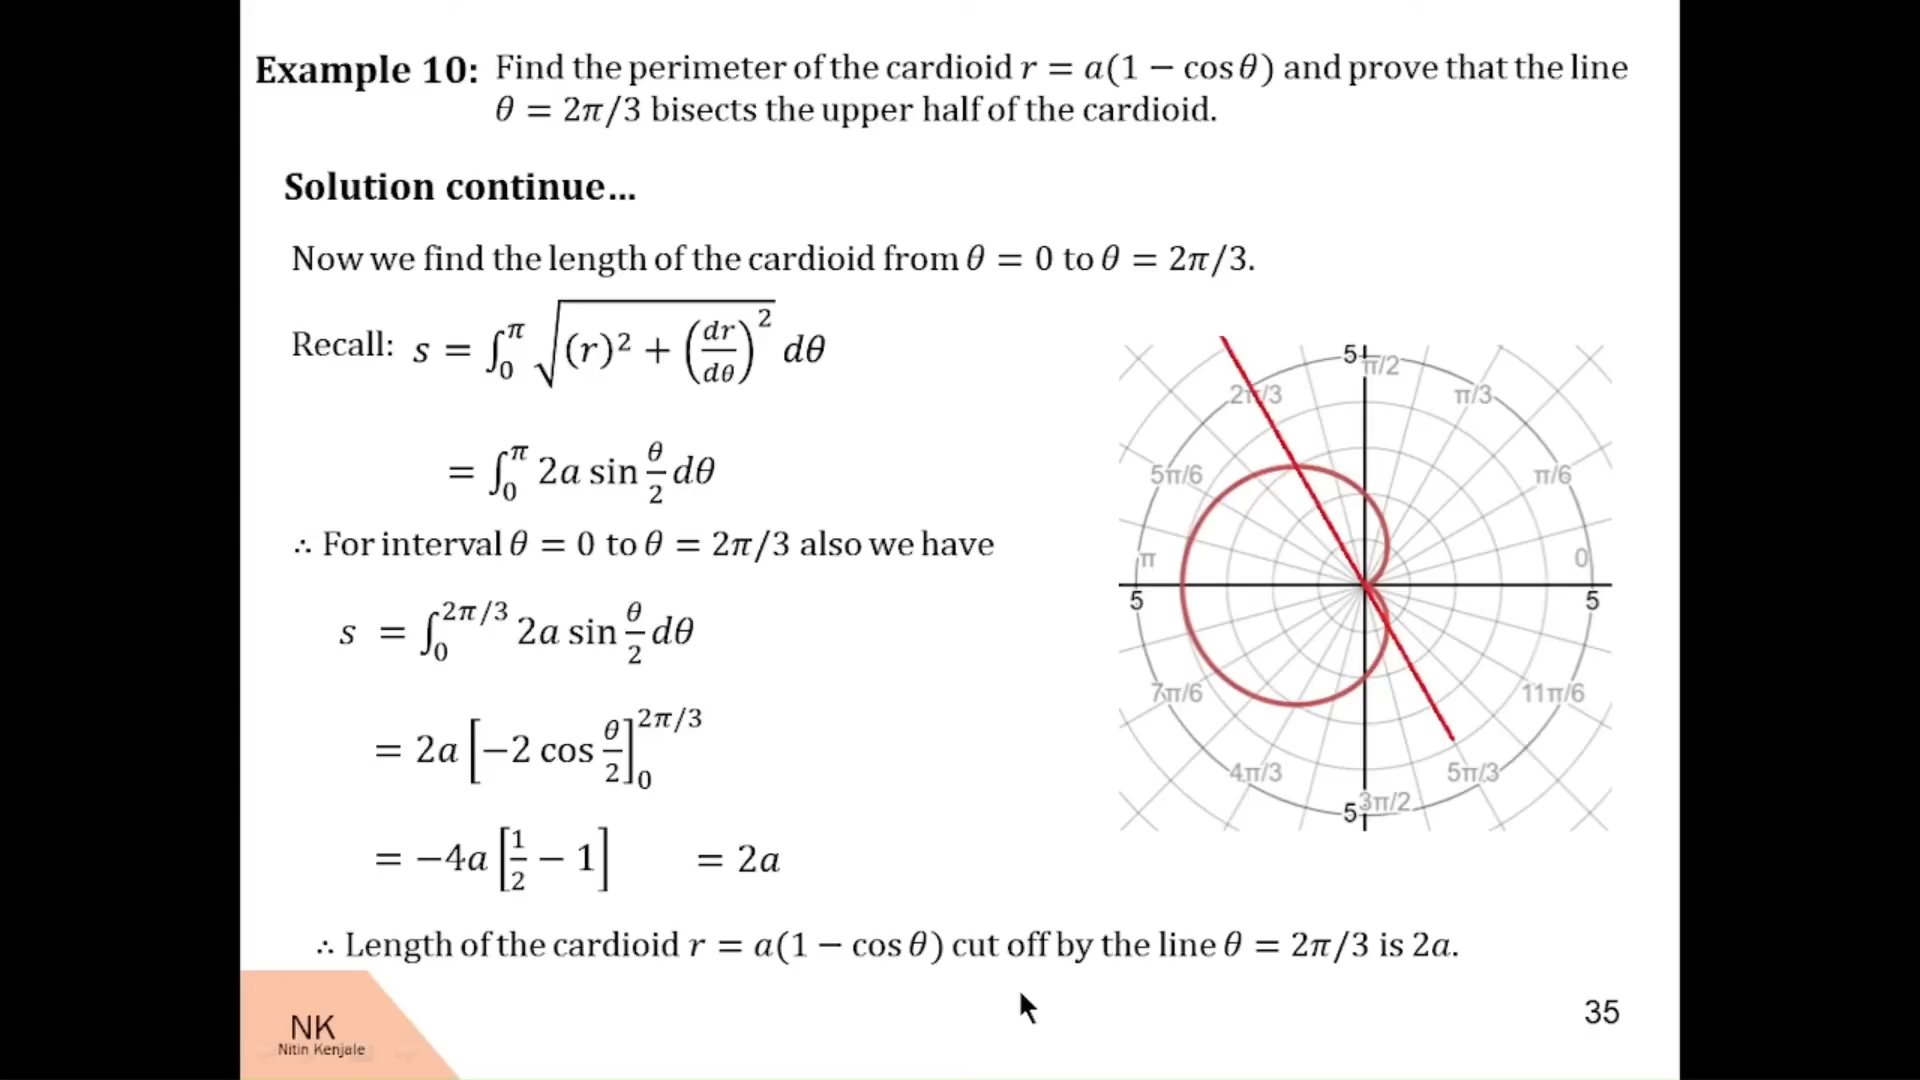 Example 10: Find the perimeter of the cardioid r = a(1 − cos θ) and prove that the line
θ = 2π/3 bisects the upper half of the cardioid.
Solution continue...
Now we find the length of the cardioid from θ = 0 to θ = 2π/3.
Recall: s = ∫₀^π √((r)² + (dr/dθ)²) dθ
= ∫₀^π 2a sin θ/2 dθ
∴ For interval θ = 0 to θ = 2π/3 also we have
s = ∫₀^{2π/3} 2a sin θ/2 dθ
= 2a [−2 cos θ/2]₀^{2π/3}
= −4a [1/2 − 1] = 2a
∴ Length of the cardioid r = a(1 − cos θ) cut off by the line θ = 2π/3 is 2a.
5 π/2
2π/3 π/3
5π/6 π/6
π 0
5 5
7π/6 11π/6
4π/3 5π/3
5 3π/2
NK
Nitin Kenjale
35